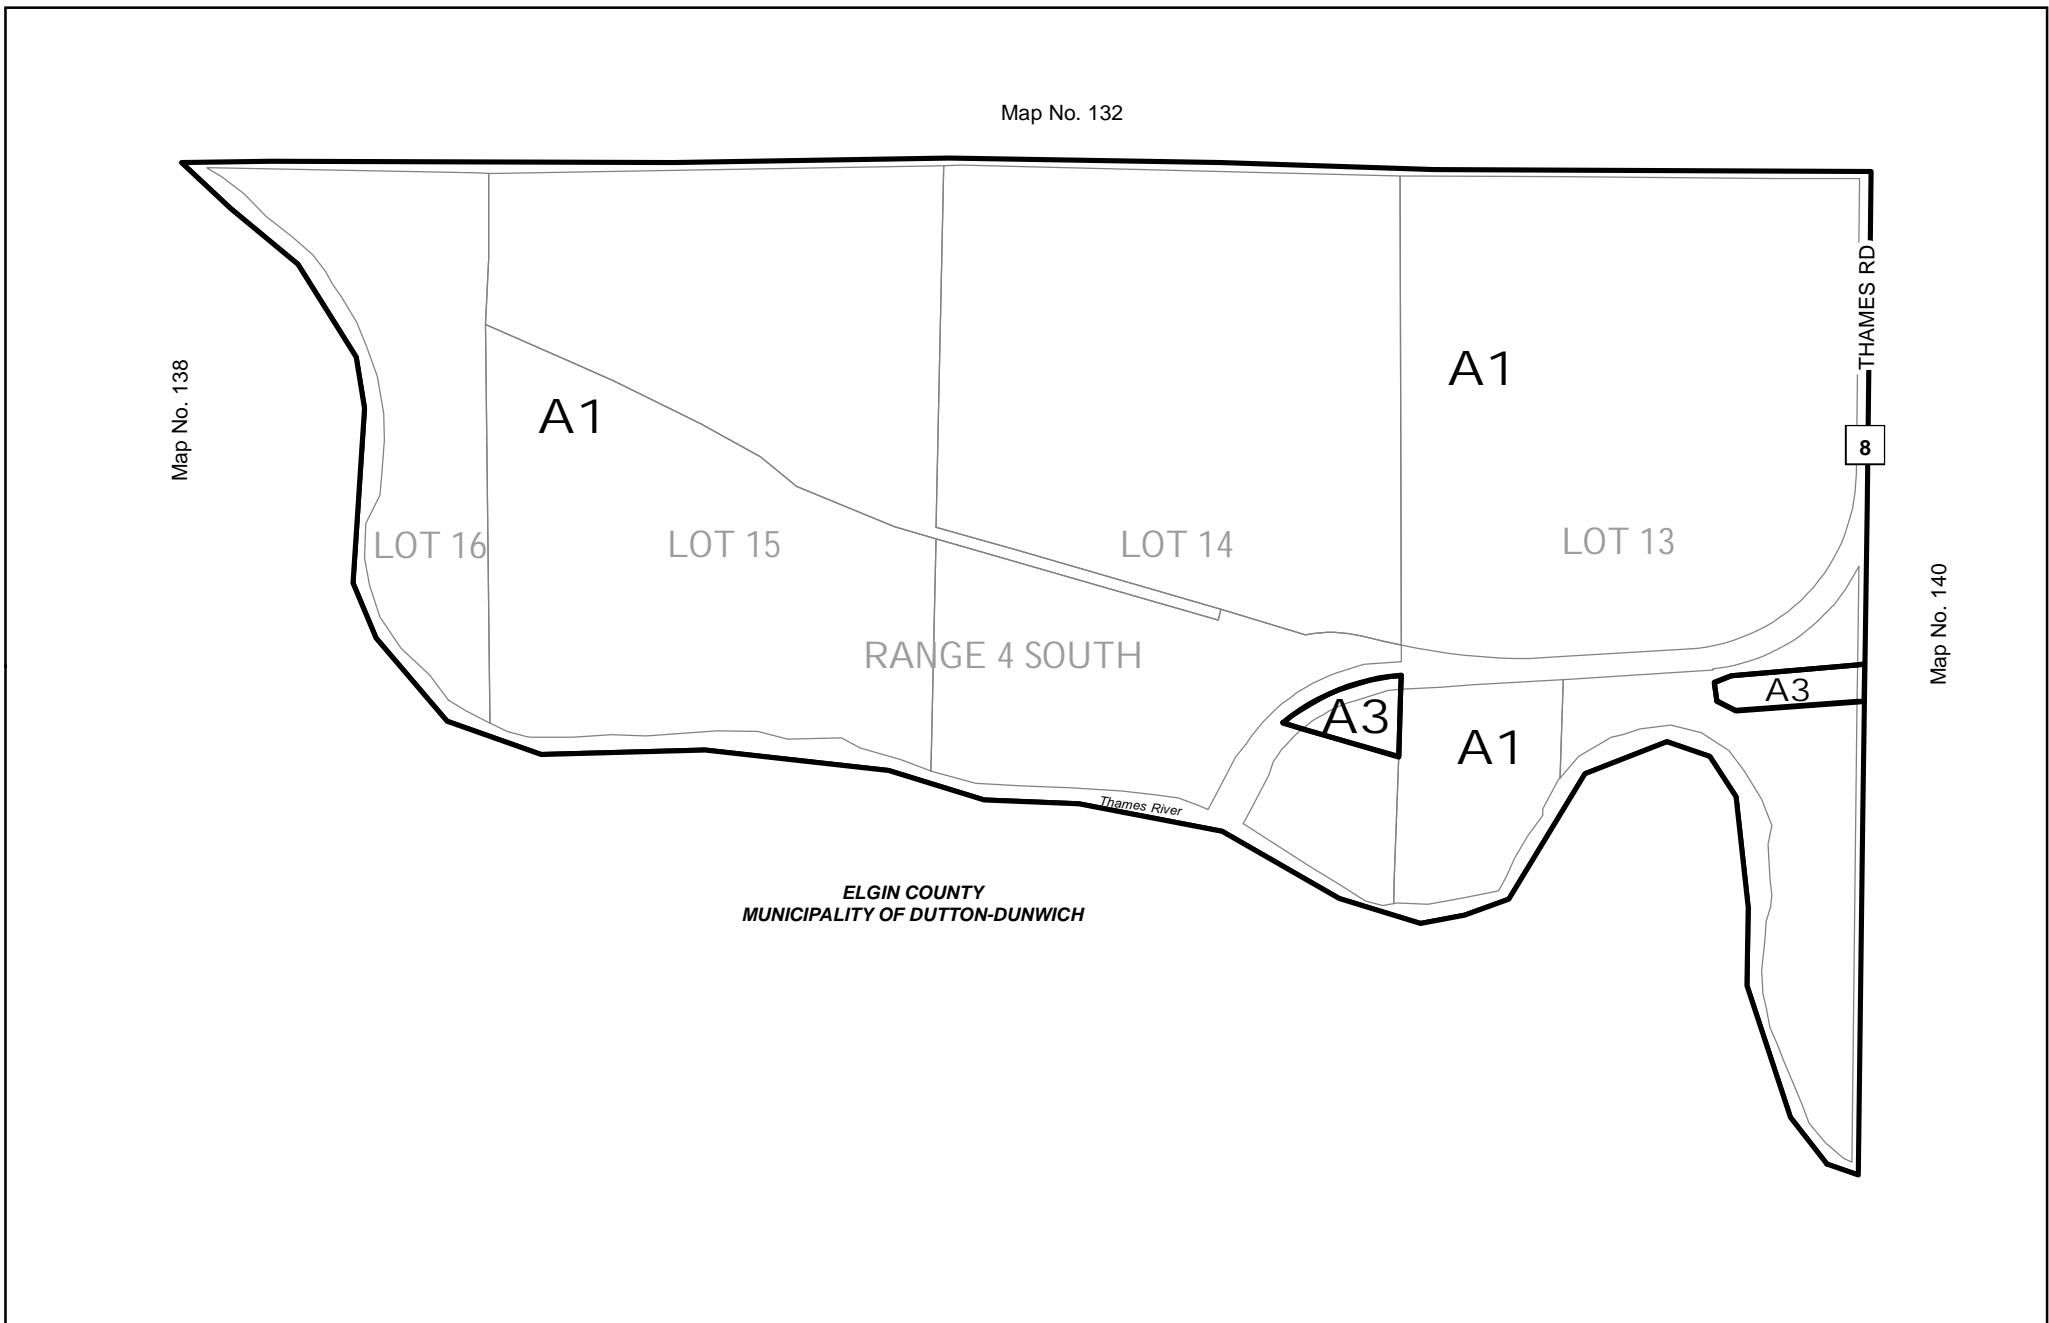 Map No. 132
THAMES RD
A1
Map No. 138
A1
8
LOT 16
LOT 15
LOT 14
LOT 13
Map No. 140
RANGE 4 SOUTH
A3
A3
A1
Thames River
ELGIN COUNTY
MUNICIPALITY OF DUTTON-DUNWICH